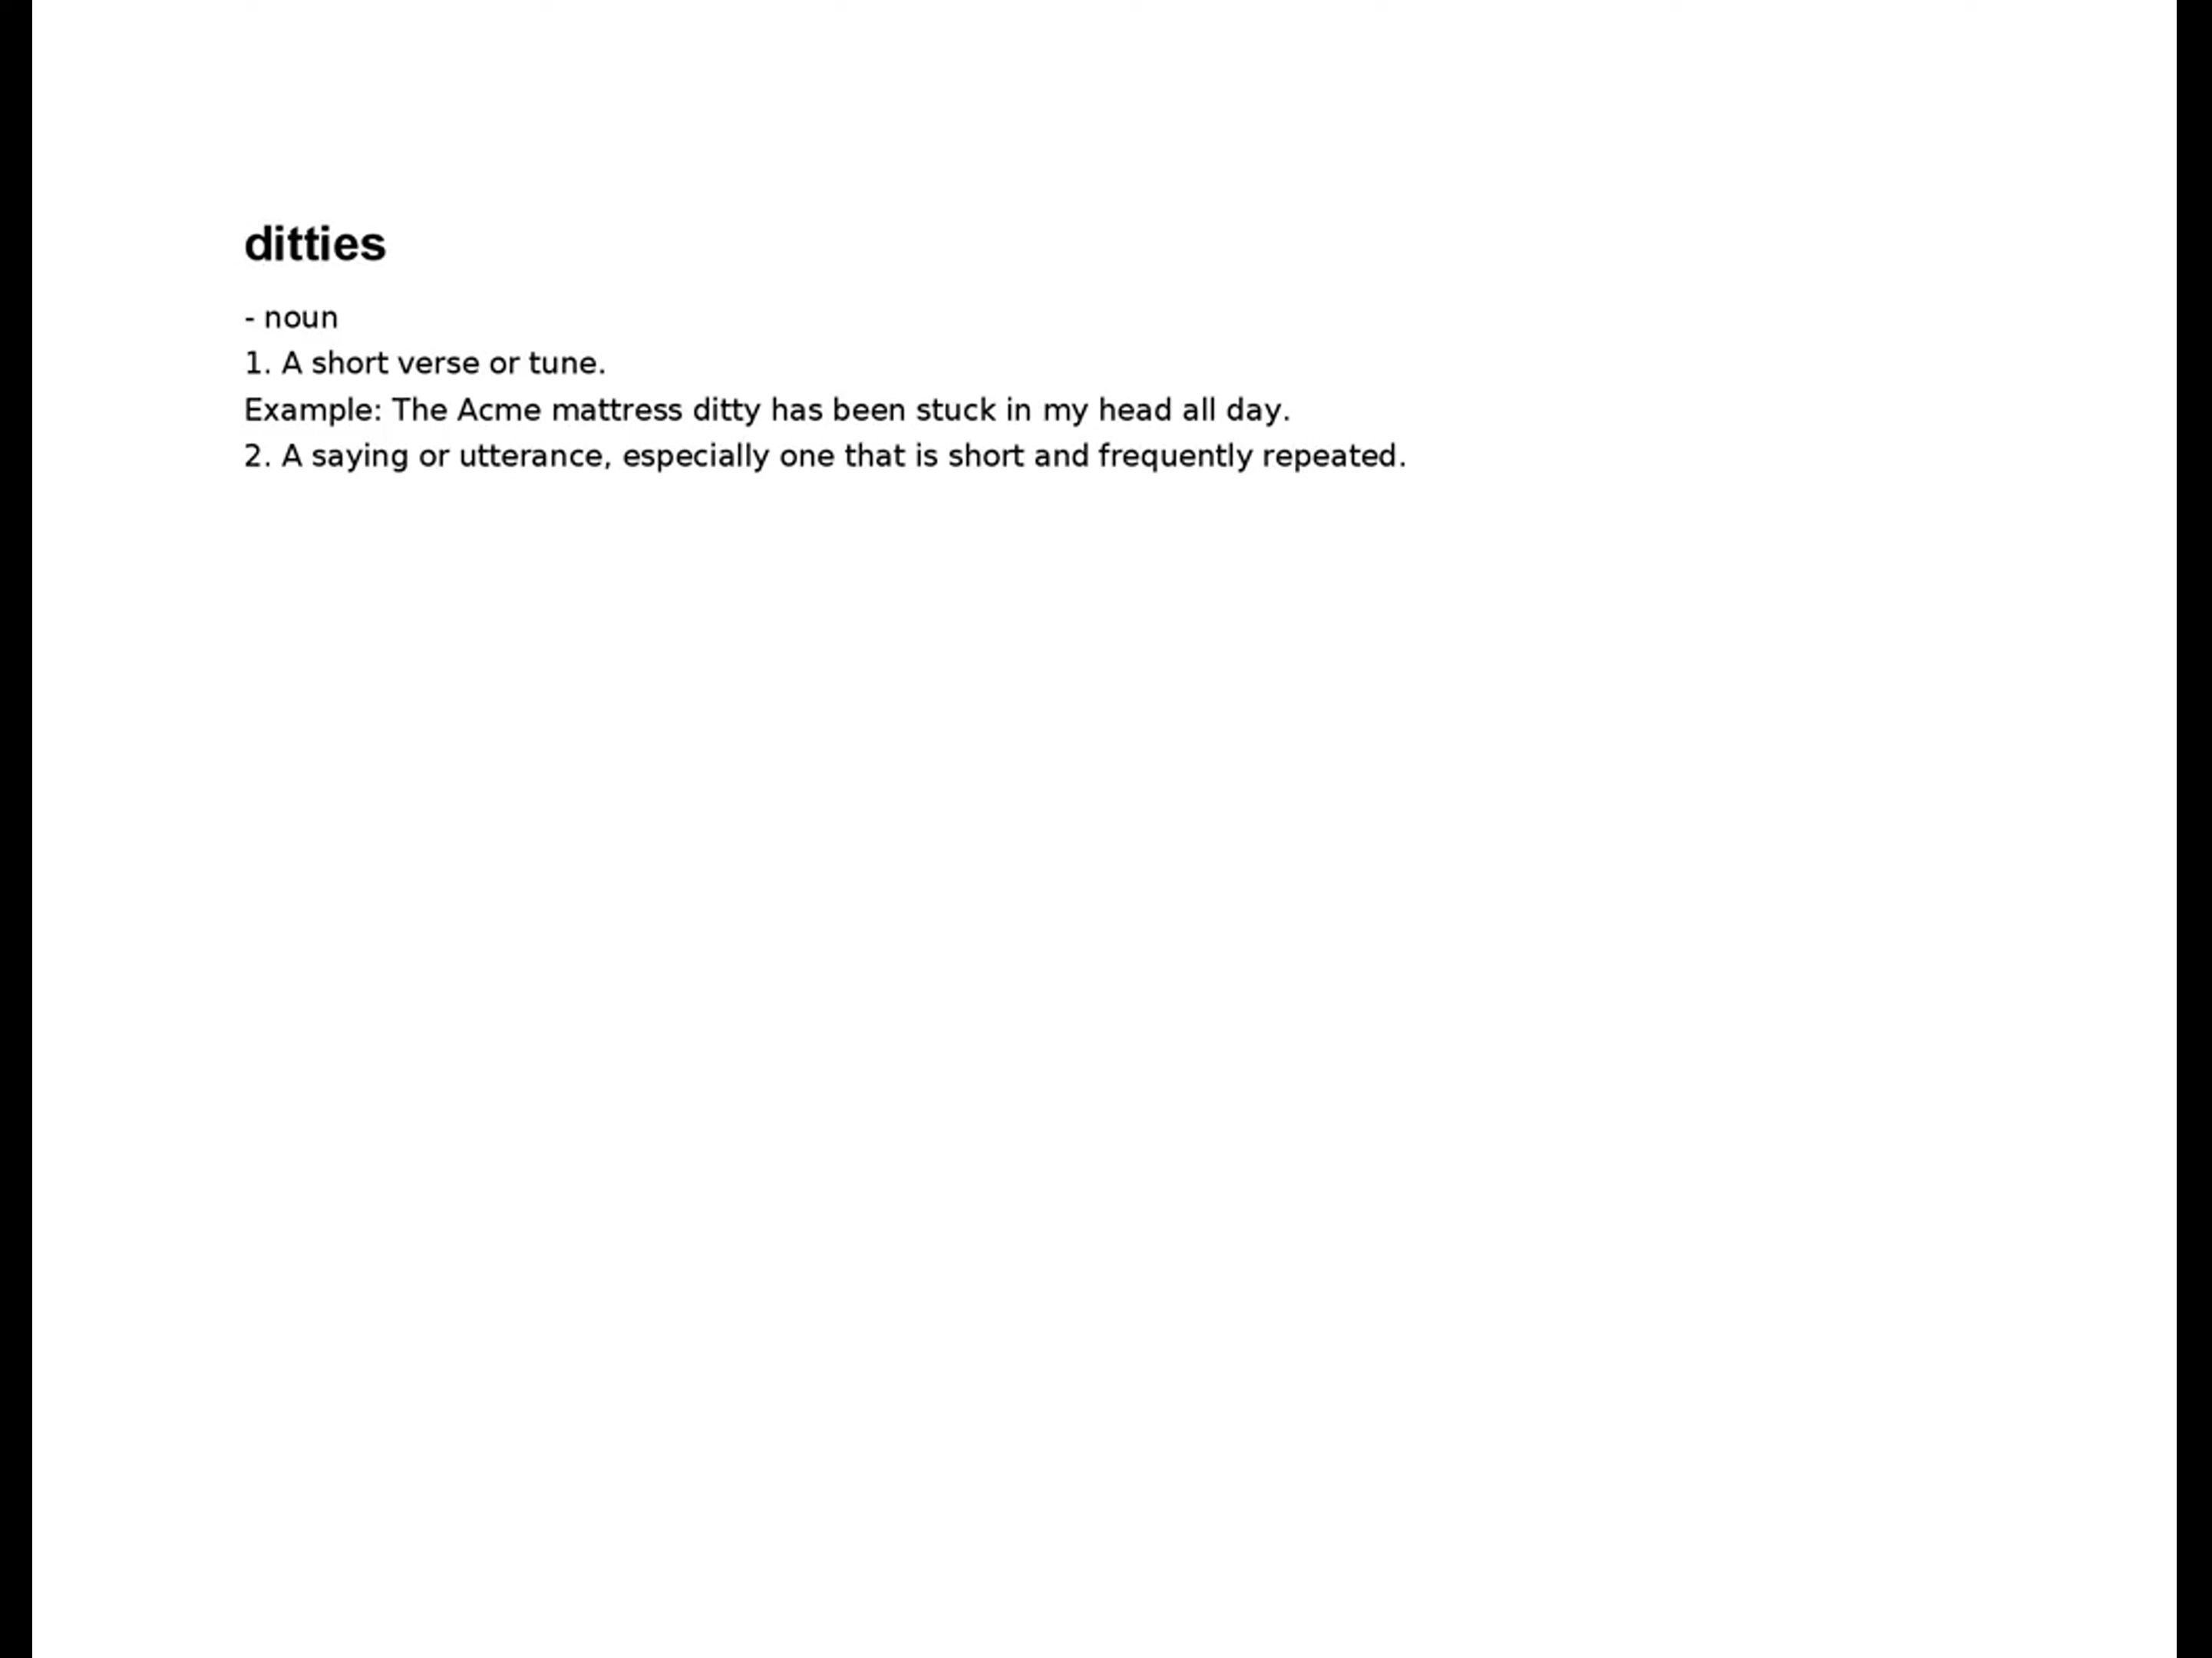 ditties
- noun
1. A short verse or tune.
Example: The Acme mattress ditty has been stuck in my head all day.
2. A saying or utterance, especially one that is short and frequently repeated.